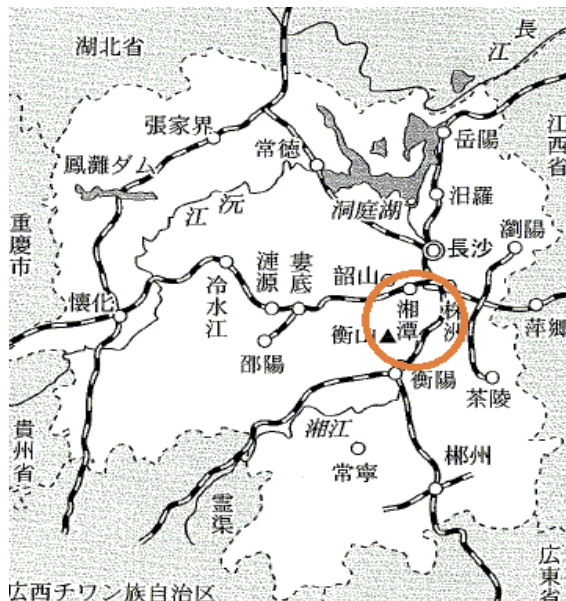 湖北省
長江
張家界
岳陽
江西省
常徳
鳳灘ダム
汨羅
沅江
洞庭湖
瀏陽
重慶市
長沙
漣源
婁底
韶山
懐化
冷水江
湘潭
株洲
萍郷
衡山
邵陽
衡陽
茶陵
湘江
貴州省
常寧
郴州
霊渠
広東省
広西チワン族自治区